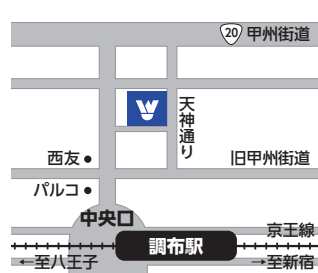 20 甲州街道
天神通り
西友
旧甲州街道
パルコ
中央口
京王線
調布駅
←至八王子
→至新宿